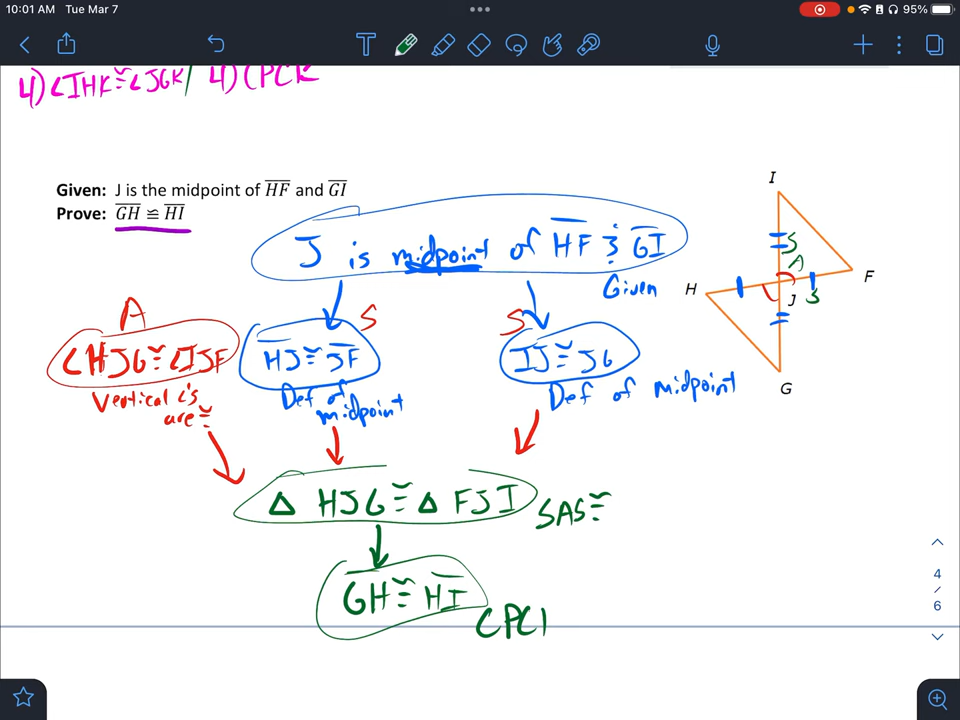 10:01 AM Tue Mar 7
95%
4) ∠IHK ≅ ∠JGK | 4) CPCR
Given: J is the midpoint of HF and GI
Prove: GH ≅ HI
J is midpoint of HF & GI
Given
A
S
S
∠HJG ≅ ∠IJF
HJ ≅ JF
IJ ≅ JG
Vertical ∠'s are ≅
Def of midpoint
Def of midpoint
Δ HJG ≅ Δ FJI
SAS ≅
GH ≅ HI
CPC
I
S
A
F
H
J
S
G
4
/
6